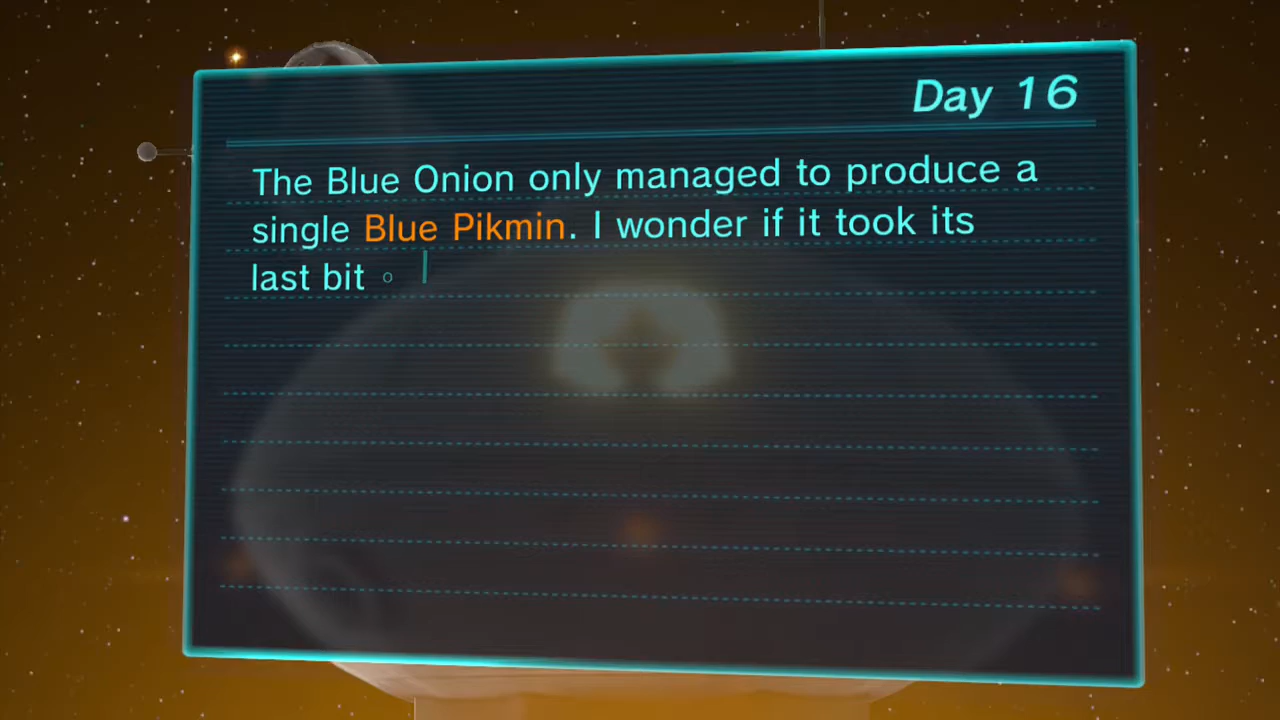 Day 16
The Blue Onion only managed to produce a
single Blue Pikmin. I wonder if it took its
last bit o